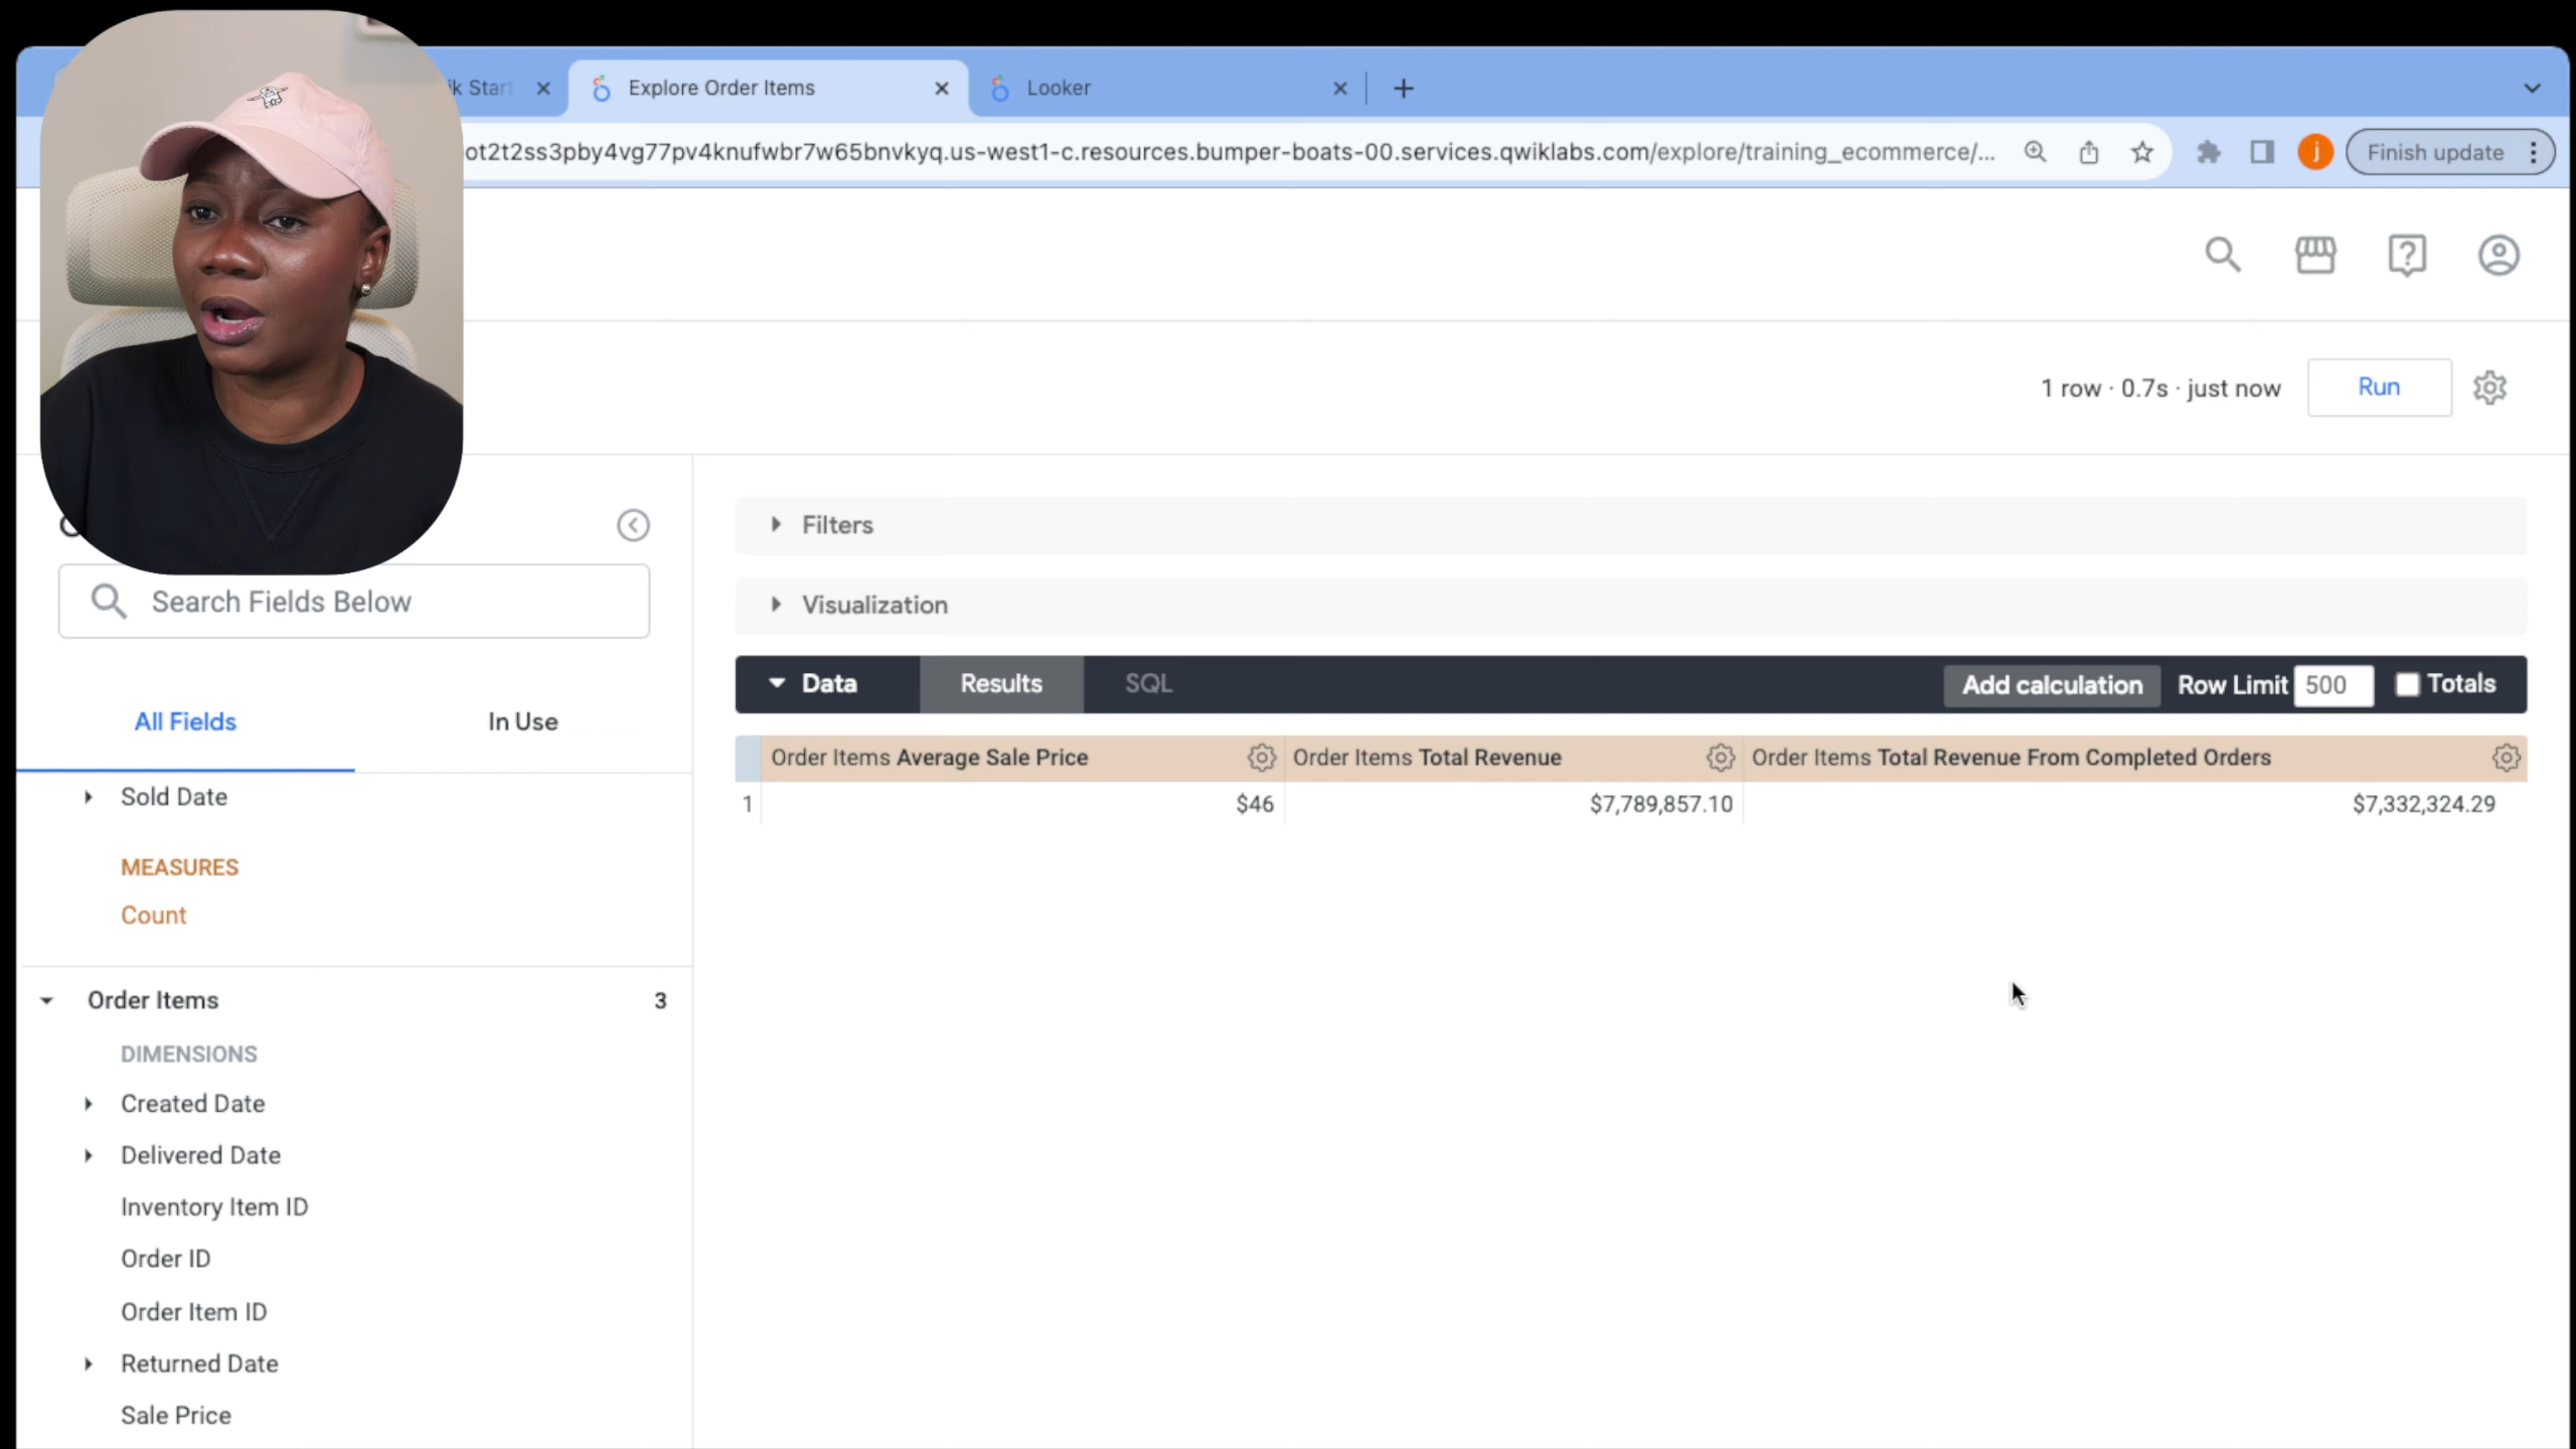 ik Start
Explore Order Items
Looker
ot2t2ss3pby4vg77pv4knufwbr7w65bnvkyq.us-west1-c.resources.bumper-boats-00.services.qwiklabs.com/explore/training_ecommerce/...
j
Finish update
1 row · 0.7s · just now
Run
Search Fields Below
All Fields
In Use
Sold Date
MEASURES
Count
Order Items 3
DIMENSIONS
Created Date
Delivered Date
Inventory Item ID
Order ID
Order Item ID
Returned Date
Sale Price
Filters
Visualization
Data Results SQL Add calculation Row Limit 500 Totals
Order Items Average Sale Price Order Items Total Revenue Order Items Total Revenue From Completed Orders
1 $46 $7,789,857.10 $7,332,324.29